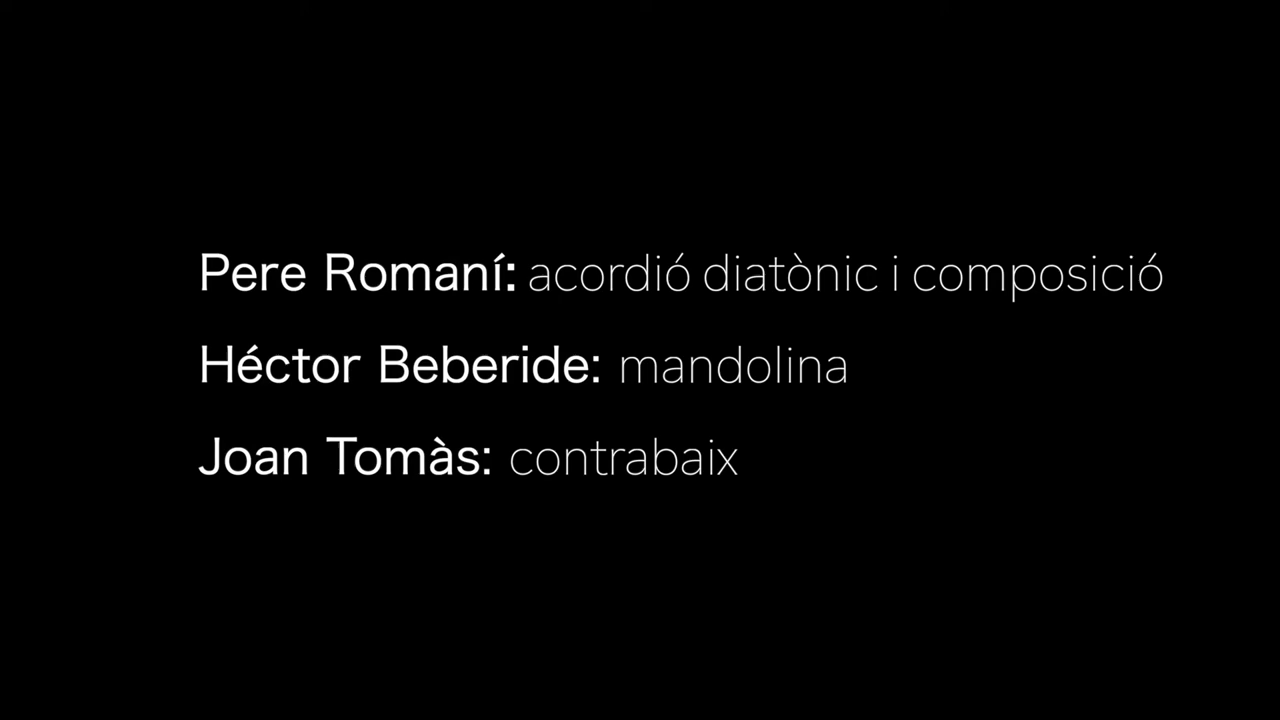 Pere Romaní: acordió diatònic i composició
Héctor Beberide: mandolina
Joan Tomàs: contrabaix